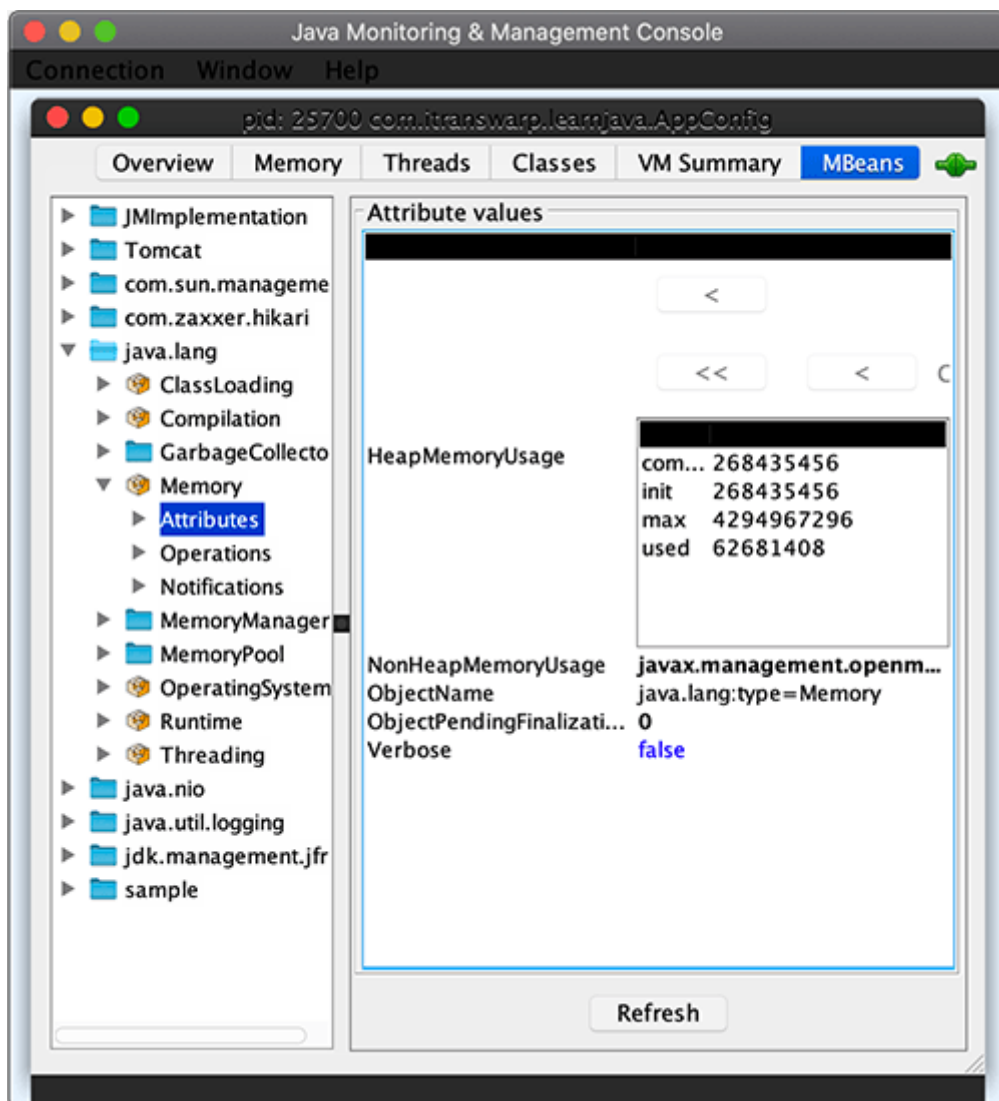 Java Monitoring & Management Console
Connection Window Help
pid: 25700 com.itranswarp.learnjava.AppConfig
Overview Memory Threads Classes VM Summary MBeans
JMImplementation
Tomcat
com.sun.manageme
com.zaxxer.hikari
java.lang
ClassLoading
Compilation
GarbageCollecto
Memory
Attributes
Operations
Notifications
MemoryManager
MemoryPool
OperatingSystem
Runtime
Threading
java.nio
java.util.logging
jdk.management.jfr
sample
Attribute values
<
<< < C
HeapMemoryUsage
com... 268435456
init 268435456
max 4294967296
used 62681408
NonHeapMemoryUsage javax.management.openm...
ObjectName java.lang:type=Memory
ObjectPendingFinalizati... 0
Verbose false
Refresh